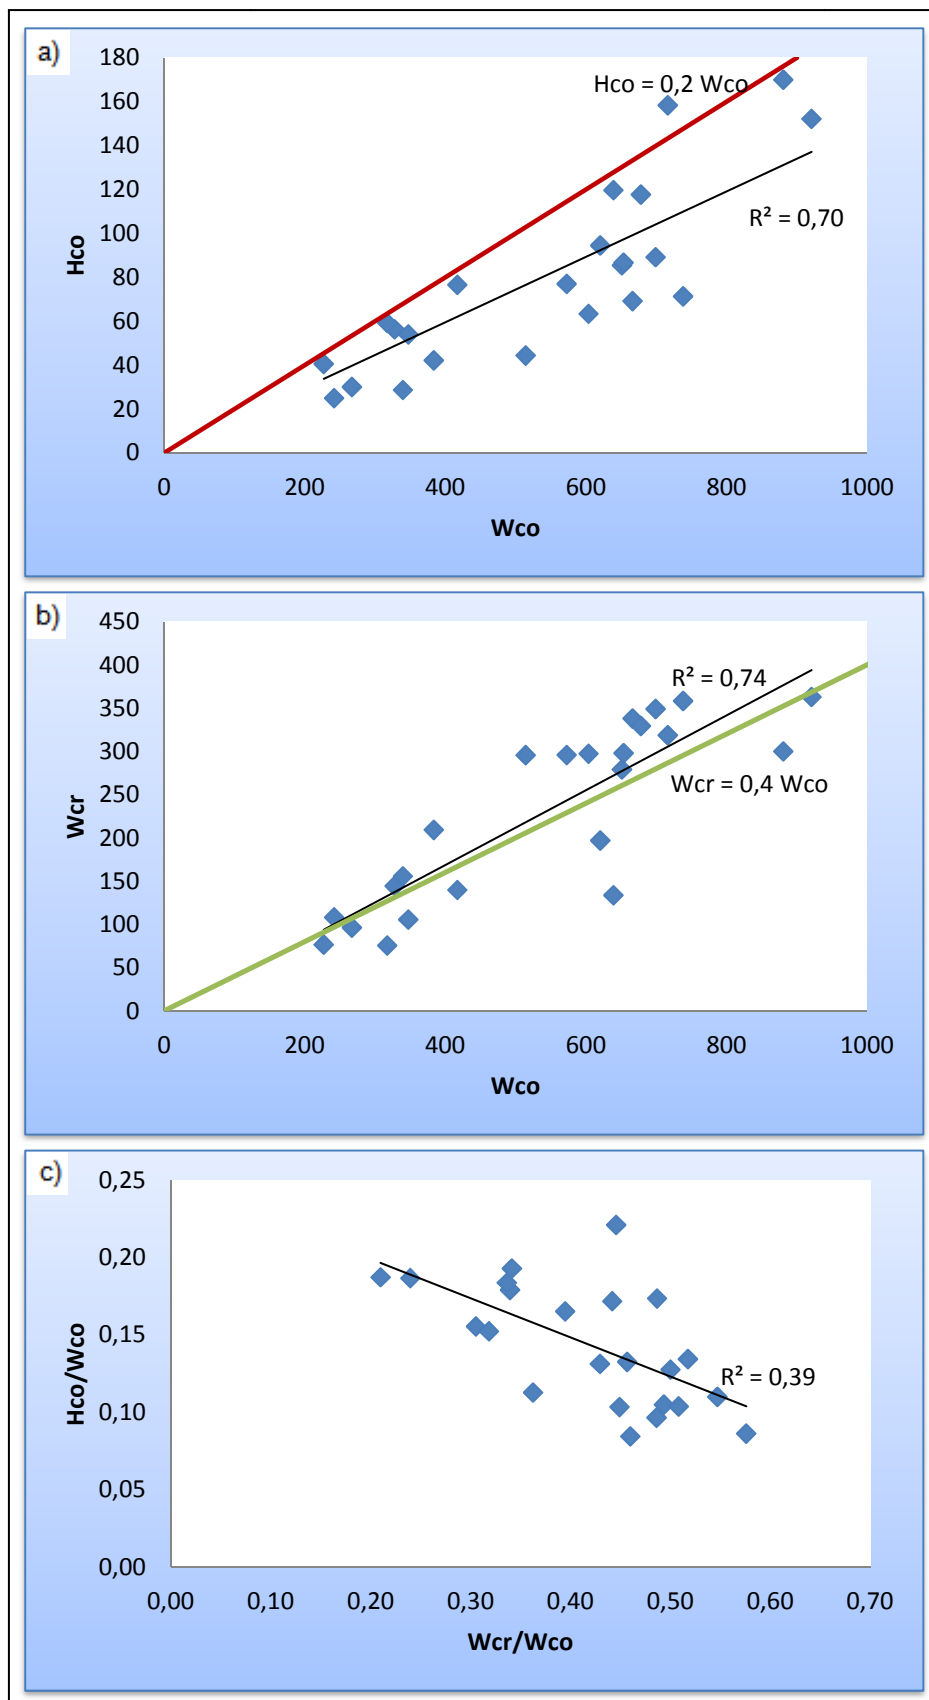 a)
180
160
140
120
100
80
60
40
20
0
Hco
Hco = 0,2 Wco
R² = 0,70
0 200 400 600 800 1000
Wco
b)
450
400
350
300
250
200
150
100
50
0
Wcr
R² = 0,74
Wcr = 0,4 Wco
0 200 400 600 800 1000
Wco
c)
0,25
0,20
0,15
0,10
0,05
0,00
Hco/Wco
R² = 0,39
0,00 0,10 0,20 0,30 0,40 0,50 0,60 0,70
Wcr/Wco